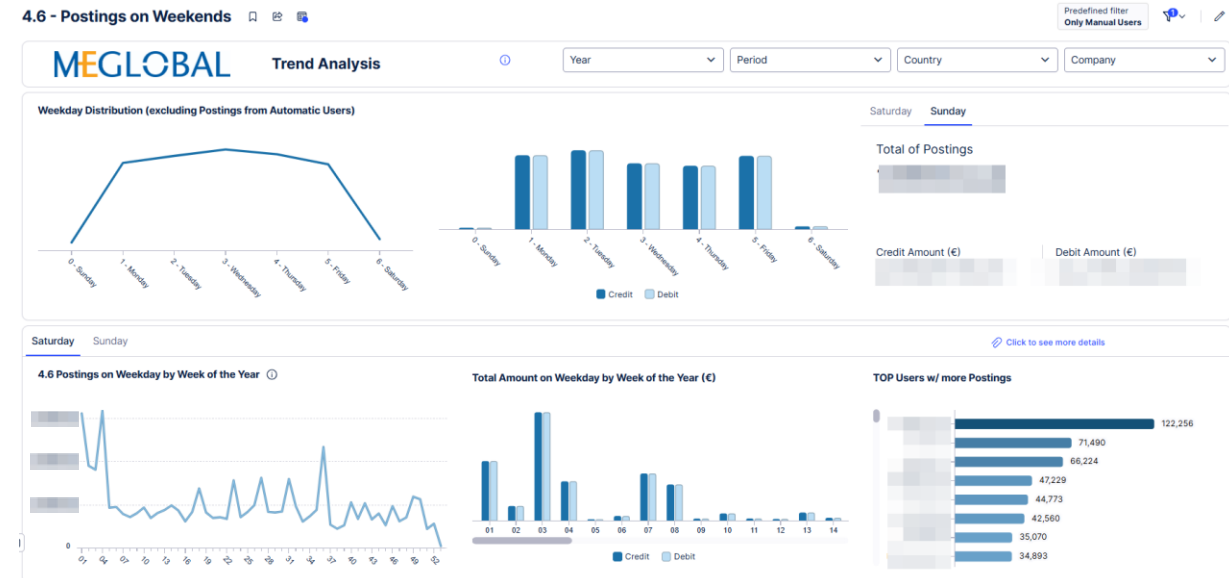 4.6 - Postings on Weekends
Predefined filter
Only Manual Users
1
MEGLOBAL
Trend Analysis
Year
Period
Country
Company
Weekday Distribution (excluding Postings from Automatic Users)
0 - Sunday
1 - Monday
2 - Tuesday
3 - Wednesday
4 - Thursday
5 - Friday
6 - Saturday
0 - Sunday
1 - Monday
2 - Tuesday
3 - Wednesday
4 - Thursday
5 - Friday
6 - Saturday
Credit Debit
Saturday Sunday
Total of Postings
Credit Amount (€) Debit Amount (€)
Saturday Sunday
Click to see more details
4.6 Postings on Weekday by Week of the Year
0
01 04 07 10 13 16 19 22 25 28 31 34 37 40 43 46 49 52
Total Amount on Weekday by Week of the Year (€)
01 02 03 04 05 06 07 08 09 10 11 12 13 14
Credit Debit
TOP Users w/ more Postings
122,256
71,490
66,224
47,229
44,773
42,560
35,070
34,893